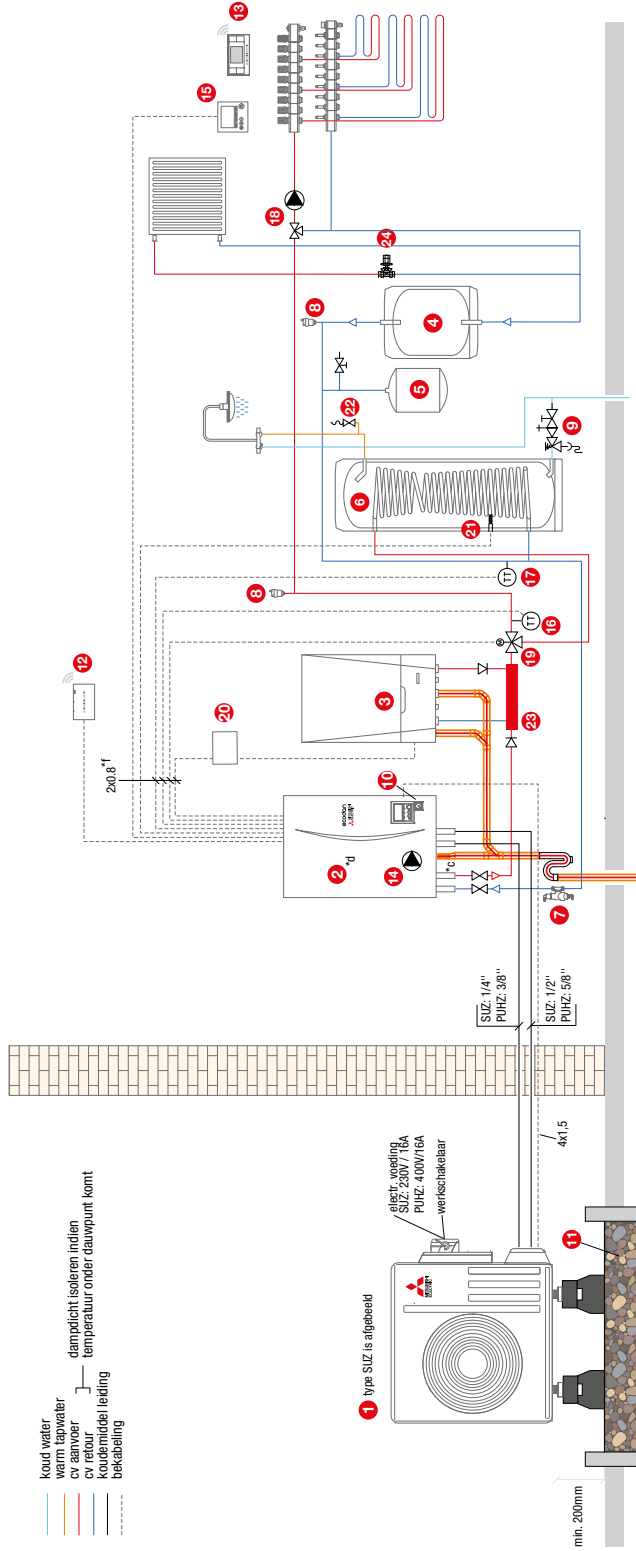 koud water
warm tapwater
cv aanvoer
cv retour
koudemiddel leiding
bekabeling
dampdicht isoleren indien
temperatuur onder dauwpunt komt
min. 200mm
1 type SUZ is afgebeeld
MITSUBISHI ELECTRIC
electr. voeding
SUZ: 230V / 16A
PUHZ: 400V/16A
werkschakelaar
11
4x1,5
SUZ: 1/4"
PUHZ: 3/8"
SUZ: 1/2"
PUHZ: 5/8"
2x0.8*f
12
20
2*d
ecodan
14
10
*c
7
3
23
19
16
TT
17
TT
8
6
21
22
9
5
4
8
24
18
15
13
M